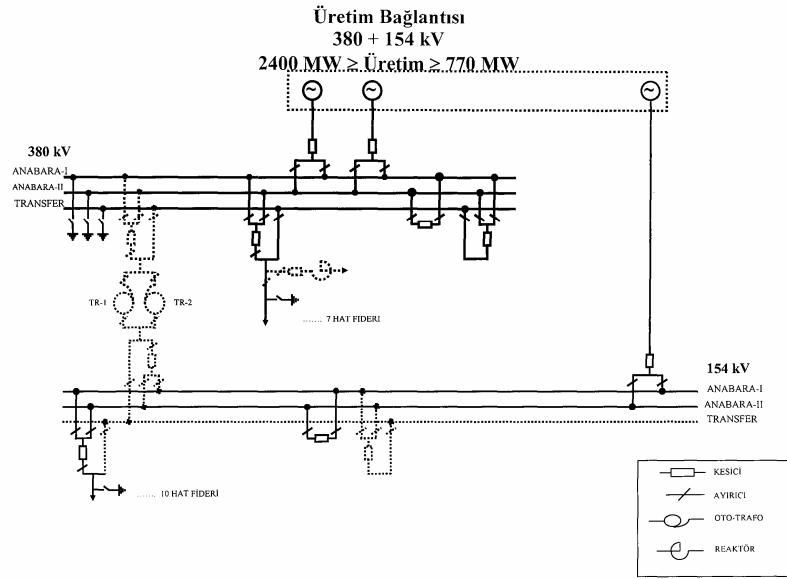 Üretim Bağlantısı
380 + 154 kV
2400 MW ≥ Üretim ≥ 770 MW
380 kV
ANABARA-I
ANABARA-II
TRANSFER
TR-1
TR-2
....... 7 HAT FİDERİ
154 kV
ANABARA-I
ANABARA-II
TRANSFER
....... 10 HAT FİDERİ
KESİCİ
AYIRICI
OTO-TRAFO
REAKTÖR